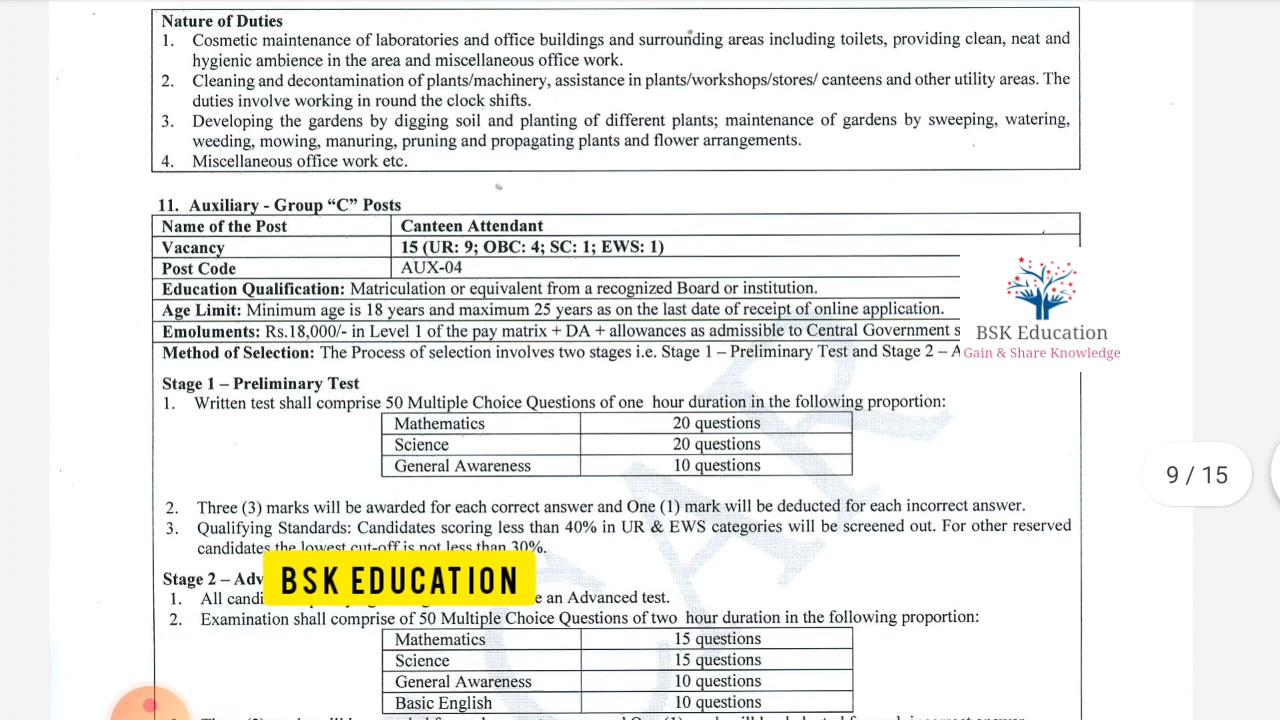 Nature of Duties
1. Cosmetic maintenance of laboratories and office buildings and surrounding areas including toilets, providing clean, neat and
hygienic ambience in the area and miscellaneous office work.
2. Cleaning and decontamination of plants/machinery, assistance in plants/workshops/stores/ canteens and other utility areas. The
duties involve working in round the clock shifts.
3. Developing the gardens by digging soil and planting of different plants; maintenance of gardens by sweeping, watering,
weeding, mowing, manuring, pruning and propagating plants and flower arrangements.
4. Miscellaneous office work etc.
11. Auxiliary - Group “C” Posts
Name of the Post Canteen Attendant
Vacancy 15 (UR: 9; OBC: 4; SC: 1; EWS: 1)
Post Code AUX-04
Education Qualification: Matriculation or equivalent from a recognized Board or institution.
Age Limit: Minimum age is 18 years and maximum 25 years as on the last date of receipt of online application.
Emoluments: Rs.18,000/- in Level 1 of the pay matrix + DA + allowances as admissible to Central Government s
Method of Selection: The Process of selection involves two stages i.e. Stage 1 – Preliminary Test and Stage 2 – A
BSK Education
Gain & Share Knowledge
Stage 1 – Preliminary Test
1. Written test shall comprise 50 Multiple Choice Questions of one hour duration in the following proportion:
Mathematics 20 questions
Science 20 questions
General Awareness 10 questions
9 / 15
2. Three (3) marks will be awarded for each correct answer and One (1) mark will be deducted for each incorrect answer.
3. Qualifying Standards: Candidates scoring less than 40% in UR & EWS categories will be screened out. For other reserved
candidates the lowest cut-off is not less than 30%.
Stage 2 – Adv
BSK EDUCATION
1. All candi e an Advanced test.
2. Examination shall comprise of 50 Multiple Choice Questions of two hour duration in the following proportion:
Mathematics 15 questions
Science 15 questions
General Awareness 10 questions
Basic English 10 questions